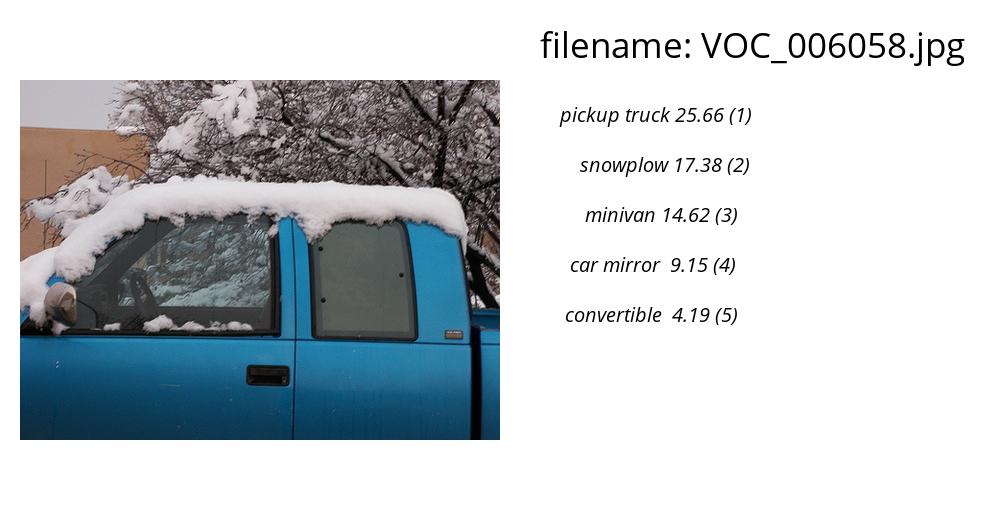 filename: VOC_006058.jpg
pickup truck 25.66 (1)
snowplow 17.38 (2)
minivan 14.62 (3)
car mirror 9.15 (4)
convertible 4.19 (5)